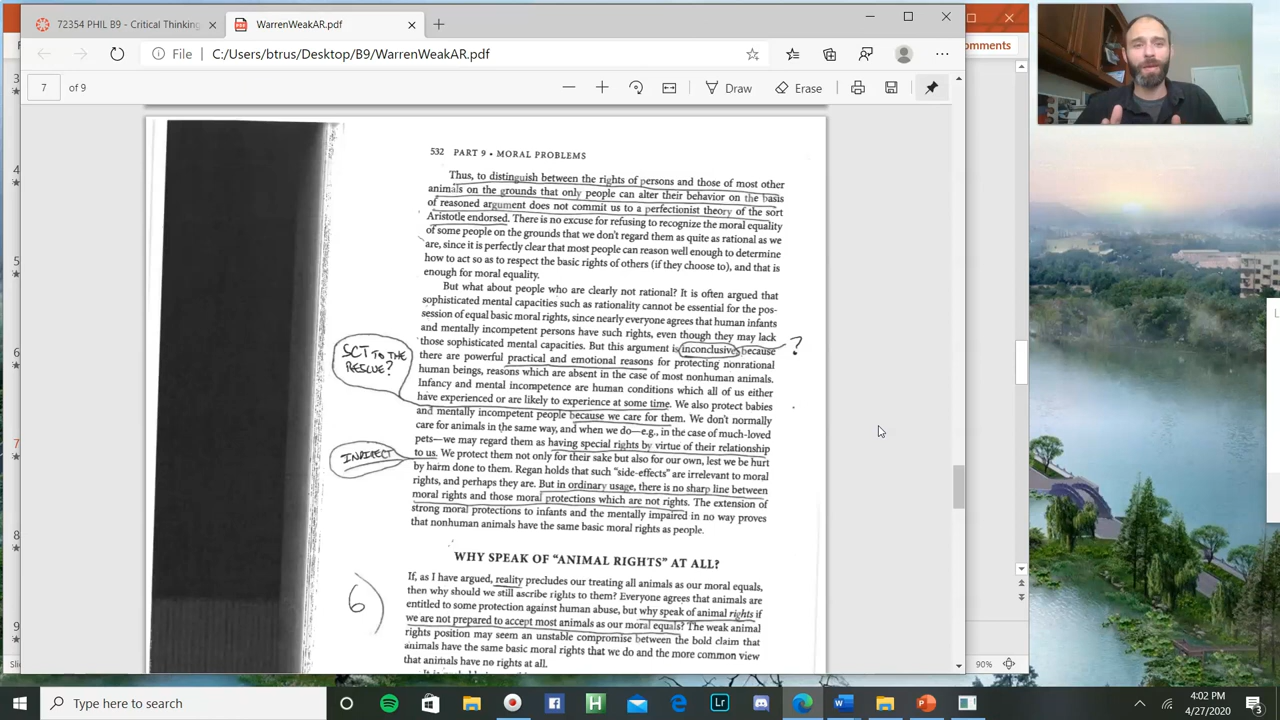 72354 PHIL B9 - Critical Thinking
WarrenWeakAR.pdf
File
C:/Users/btrus/Desktop/B9/WarrenWeakAR.pdf
omments
7 of 9
Draw
Erase
532 PART 9 • MORAL PROBLEMS
Thus, to distinguish between the rights of persons and those of most other
animals on the grounds that only people can alter their behavior on the basis
of reasoned argument does not commit us to a perfectionist theory of the sort
Aristotle endorsed. There is no excuse for refusing to recognize the moral equality
of some people on the grounds that we don't regard them as quite as rational as we
are, since it is perfectly clear that most people can reason well enough to determine
how to act so as to respect the basic rights of others (if they choose to), and that is
enough for moral equality.
But what about people who are clearly not rational? It is often argued that
sophisticated mental capacities such as rationality cannot be essential for the pos-
session of equal basic moral rights, since nearly everyone agrees that human infants
and mentally incompetent persons have such rights, even though they may lack
those sophisticated mental capacities. But this argument is inconclusive because
?
there are powerful practical and emotional reasons for protecting nonrational
human beings, reasons which are absent in the case of most nonhuman animals.
Infancy and mental incompetence are human conditions which all of us either
have experienced or are likely to experience at some time. We also protect babies
and mentally incompetent people because we care for them. We don't normally
care for animals in the same way, and when we do—e.g., in the case of much-loved
pets—we may regard them as having special rights by virtue of their relationship
to us. We protect them not only for their sake but also for our own, lest we be hurt
by harm done to them. Regan holds that such "side-effects" are irrelevant to moral
rights, and perhaps they are. But in ordinary usage, there is no sharp line between
moral rights and those moral protections which are not rights. The extension of
strong moral protections to infants and the mentally impaired in no way proves
that nonhuman animals have the same basic moral rights as people.
SCT TO THE
RESCUE?
INDIRECT
WHY SPEAK OF "ANIMAL RIGHTS" AT ALL?
6
If, as I have argued, reality precludes our treating all animals as our moral equals,
then why should we still ascribe rights to them? Everyone agrees that animals are
entitled to some protection against human abuse, but why speak of animal rights if
we are not prepared to accept most animals as our moral equals? The weak animal
rights position may seem an unstable compromise between the bold claim that
animals have the same basic moral rights that we do and the more common view
that animals have no rights at all.
3
4
5
6
7
8
9
90%
Type here to search
4:02 PM
4/27/2020
3